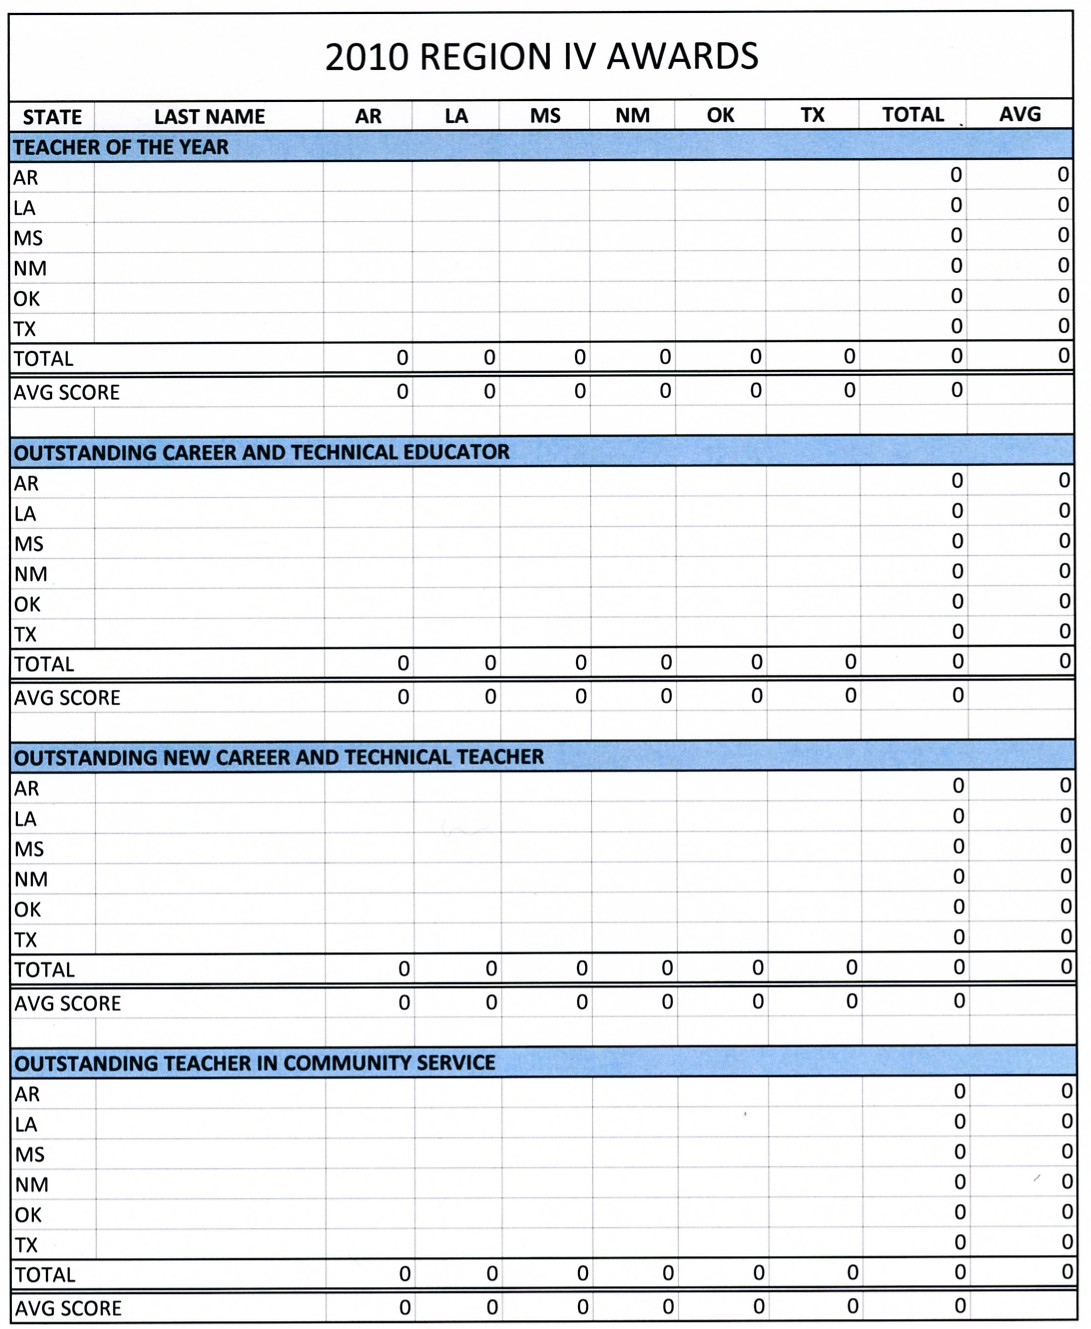 2010 REGION IV AWARDS
STATE LAST NAME AR LA MS NM OK TX TOTAL AVG
TEACHER OF THE YEAR
AR 0 0
LA 0 0
MS 0 0
NM 0 0
OK 0 0
TX 0 0
TOTAL 0 0 0 0 0 0 0 0
AVG SCORE 0 0 0 0 0 0 0
OUTSTANDING CAREER AND TECHNICAL EDUCATOR
AR 0 0
LA 0 0
MS 0 0
NM 0 0
OK 0 0
TX 0 0
TOTAL 0 0 0 0 0 0 0 0
AVG SCORE 0 0 0 0 0 0 0
OUTSTANDING NEW CAREER AND TECHNICAL TEACHER
AR 0 0
LA 0 0
MS 0 0
NM 0 0
OK 0 0
TX 0 0
TOTAL 0 0 0 0 0 0 0 0
AVG SCORE 0 0 0 0 0 0 0
OUTSTANDING TEACHER IN COMMUNITY SERVICE
AR 0 0
LA 0 0
MS 0 0
NM 0 0
OK 0 0
TX 0 0
TOTAL 0 0 0 0 0 0 0 0
AVG SCORE 0 0 0 0 0 0 0